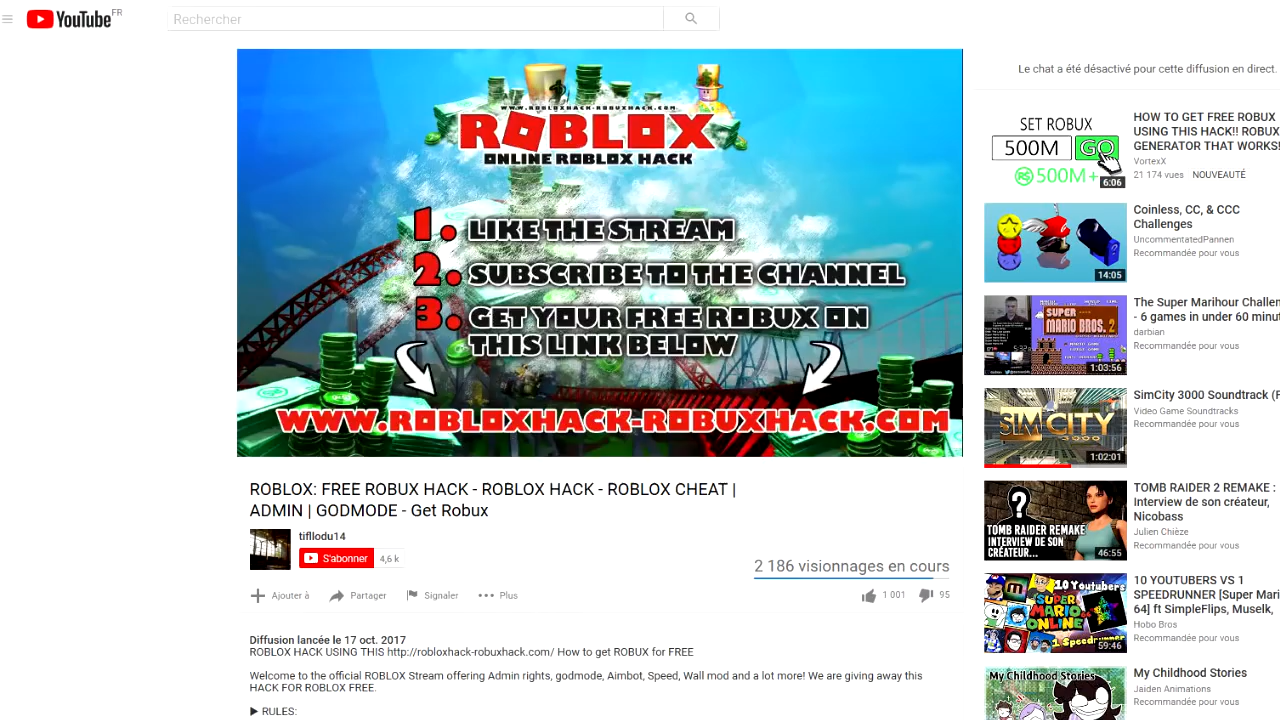 YouTube FR
Rechercher
WWW.ROBLOXHACK-ROBUXHACK.COM
ROBLOX
ONLINE ROBLOX HACK
1. LIKE THE STREAM
2. SUBSCRIBE TO THE CHANNEL
3. GET YOUR FREE ROBUX ON
THIS LINK BELOW
WWW.ROBLOXHACK-ROBUXHACK.COM
ROBLOX: FREE ROBUX HACK - ROBLOX HACK - ROBLOX CHEAT |
ADMIN | GODMODE - Get Robux
tifllodu14
S'abonner 4,6 k
2 186 visionnages en cours
Ajouter à Partager Signaler Plus
1 001 95
Diffusion lancée le 17 oct. 2017
ROBLOX HACK USING THIS http://robloxhack-robuxhack.com/ How to get ROBUX for FREE
Welcome to the official ROBLOX Stream offering Admin rights, godmode, Aimbot, Speed, Wall mod and a lot more! We are giving away this
HACK FOR ROBLOX FREE.
► RULES:
Le chat a été désactivé pour cette diffusion en direct.
SET ROBUX
500M GO
500M+
6:06
HOW TO GET FREE ROBUX
USING THIS HACK!! ROBUX
GENERATOR THAT WORKS!
VortexX
21 174 vues NOUVEAUTÉ
14:05
Coinless, CC, & CCC
Challenges
UncommentatedPannen
Recommandée pour vous
SUPER
MARIO BROS. 2
1:03:56
The Super Marihour Challen
- 6 games in under 60 minut
darbian
Recommandée pour vous
SIMCITY
3000
1:02:01
SimCity 3000 Soundtrack (F
Video Game Soundtracks
Recommandée pour vous
?
TOMB RAIDER REMAKE
INTERVIEW DE SON
CRÉATEUR...
46:55
TOMB RAIDER 2 REMAKE :
Interview de son créateur,
Nicobass
Julien Chièze
Recommandée pour vous
10 Youtubers
SUPER
MARIO
ONLINE
1 Speedrunner
59:46
10 YOUTUBERS VS 1
SPEEDRUNNER [Super Mari
64] ft SimpleFlips, Muselk,
Hobo Bros
Recommandée pour vous
My Childhood Stories
My Childhood Stories
Jaiden Animations
Recommandée pour vous